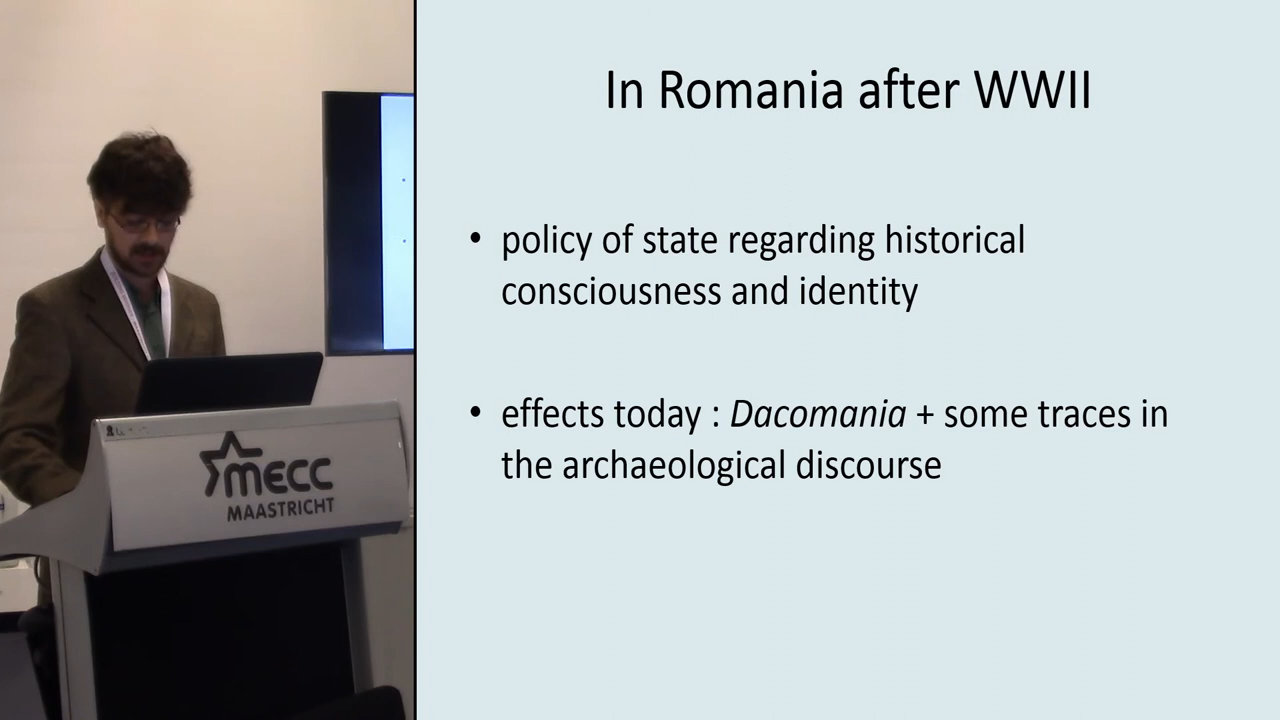 In Romania after WWII
• policy of state regarding historical
consciousness and identity
• effects today : Dacomania + some traces in
the archaeological discourse
mecc
MAASTRICHT